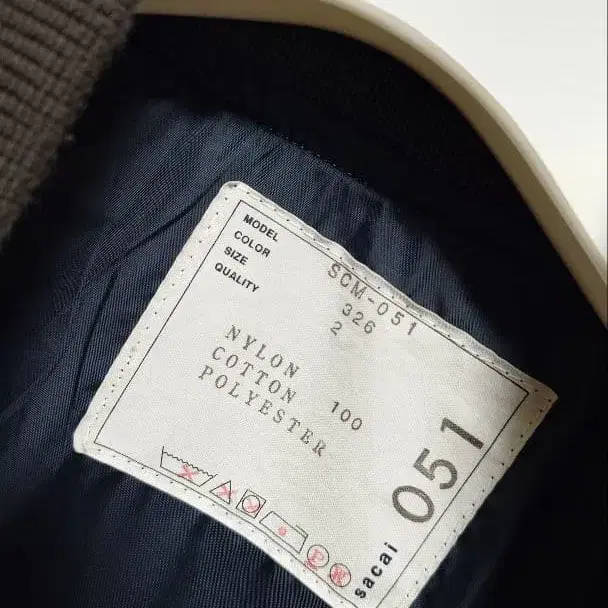 MODEL SCM-051
COLOR 326
SIZE 2
QUALITY
NYLON
COTTON 100
POLYESTER
P W
sacai 051